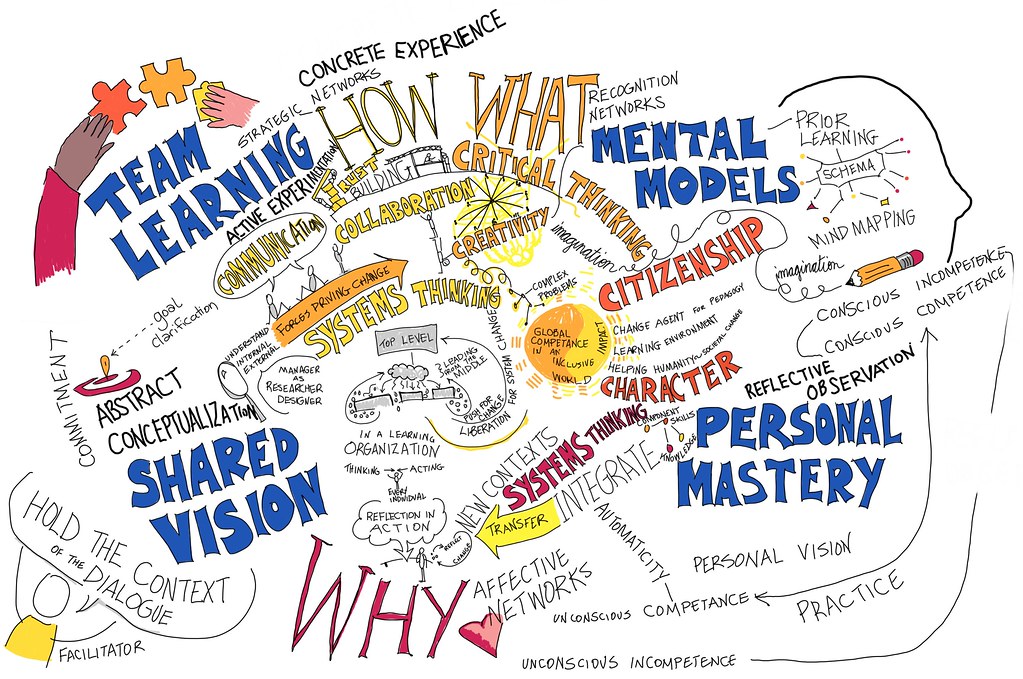 CONCRETE EXPERIENCE
STRATEGIC NETWORKS
HOW
WHAT
RECOGNITION
NETWORKS
TEAM
LEARNING
ACTIVE EXPERIMENTATION
TRUST
BUILDING
COLLABORATION
COMMUNICATION
CRITICAL THINKING
CREATIVITY
imagination
MENTAL
MODELS
PRIOR
LEARNING
SCHEMA
MIND MAPPING
CITIZENSHIP
imagination
CONSCIOUS INCOMPETENCE
CONSCIOUS COMPETENCE
goal
clarification
COMMITMENT
FORCES DRIVING CHANGE
SYSTEMS THINKING
COMPLEX
PROBLEMS
UNDERSTAND
INTERNAL
EXTERNAL
MANAGER
AS
RESEARCHER
DESIGNER
TOP LEVEL
LEADING
FROM THE
MIDDLE
PUSH FOR
CHANGE
LIBERATION
FOR SYSTEM CHANGE
GLOBAL
COMPETENCE
IN AN
INCLUSIVE
WORLD
IMPACT
CHANGE AGENT FOR PEDAGOGY
LEARNING ENVIRONMENT
HELPING HUMANITY SOCIETAL CHANGE
CHARACTER
REFLECTIVE
OBSERVATION
ABSTRACT
CONCEPTUALIZATION
SHARED
VISION
IN A LEARNING
ORGANIZATION
THINKING ACTING
EVERY
INDIVIDUAL
REFLECTION IN
ACTION
DO REFLECT
CHANGE
NEW CONTEXTS
SYSTEMS THINKING
INTEGRATE
COMPONENT
SKILLS
KNOWLEDGE
TRANSFER
AUTOMATICITY
PERSONAL
MASTERY
HOLD THE CONTEXT
OF THE DIALOGUE
FACILITATOR
WHY
AFFECTIVE
NETWORKS
PERSONAL VISION
UNCONSCIOUS COMPETANCE
PRACTICE
UNCONSCIOUS INCOMPETENCE